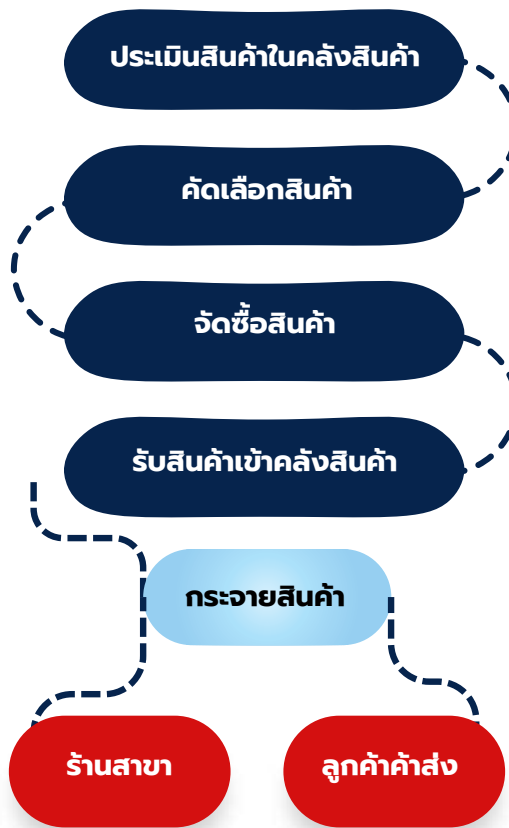 ประเมินสินค้าในคลังสินค้า
คัดเลือกสินค้า
จัดซื้อสินค้า
รับสินค้าเข้าคลังสินค้า
กระจายสินค้า
ร้านสาขา
ลูกค้าค้าส่ง